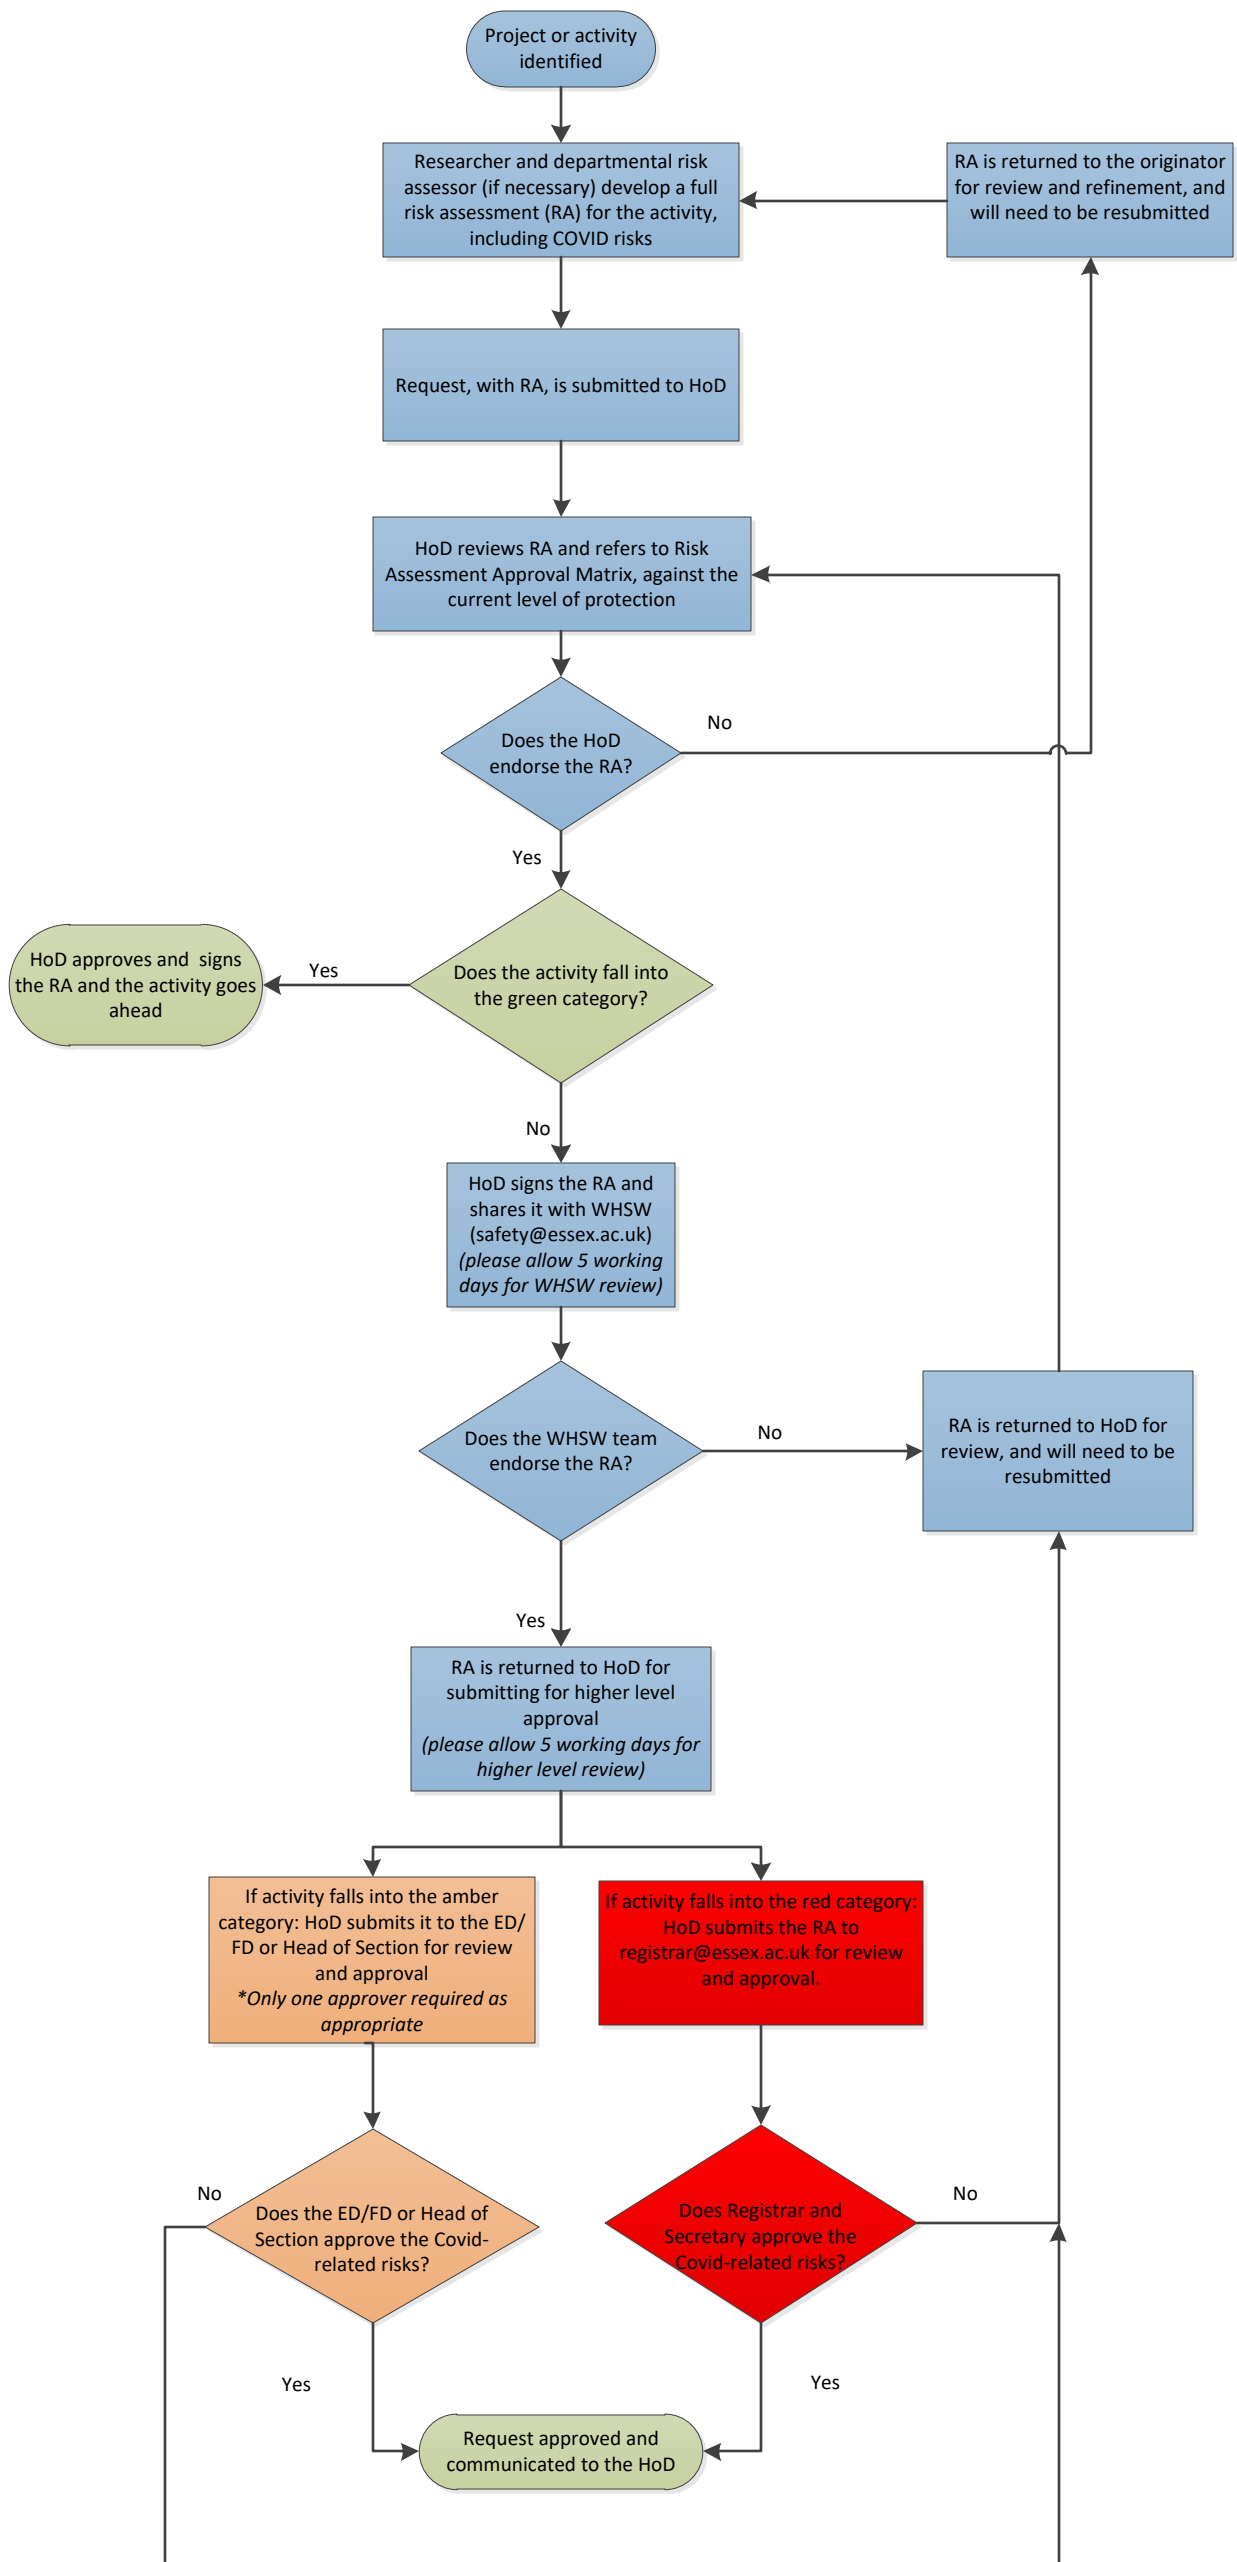 Project or activity
identified
Researcher and departmental risk
assessor (if necessary) develop a full
risk assessment (RA) for the activity,
including COVID risks
RA is returned to the originator
for review and refinement, and
will need to be resubmitted
Request, with RA, is submitted to HoD
HoD reviews RA and refers to Risk
Assessment Approval Matrix, against the
current level of protection
Does the HoD
endorse the RA?
No
Yes
Does the activity fall into
the green category?
Yes
HoD approves and  signs
the RA and the activity goes
ahead
No
HoD signs the RA and
shares it with WHSW
(safety@essex.ac.uk)
(please allow 5 working
days for WHSW review)
Does the WHSW team
endorse the RA?
No
RA is returned to HoD for
review, and will need to be
resubmitted
Yes
RA is returned to HoD for
submitting for higher level
approval
(please allow 5 working days for
higher level review)
If activity falls into the amber
category: HoD submits it to the ED/
FD or Head of Section for review
and approval
*Only one approver required as
appropriate
If activity falls into the red category:
HoD submits the RA to
registrar@essex.ac.uk for review
and approval.
No
Does the ED/FD or Head of
Section approve the Covid-
related risks?
Does Registrar and
Secretary approve the
Covid-related risks?
No
Yes
Yes
Request approved and
communicated to the HoD